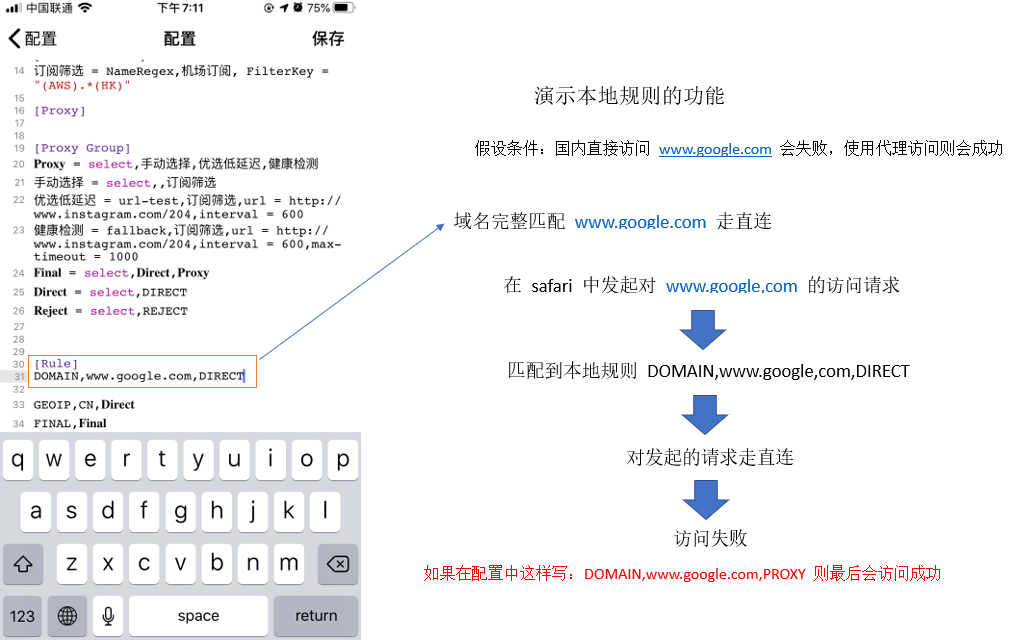 中国联通
下午7:11
75%
配置
配置
保存
14 订阅筛选 = NameRegex,机场订阅, FilterKey =
"(AWS).*(HK)"
15
16 [Proxy]
17
18
19 [Proxy Group]
20 Proxy = select,手动选择,优选低延迟,健康检测
21 手动选择 = select,,订阅筛选
22 优选低延迟 = url-test,订阅筛选,url = http://
www.instagram.com/204,interval = 600
23 健康检测 = fallback,订阅筛选,url = http://
www.instagram.com/204,interval = 600,max-
timeout = 1000
24 Final = select,Direct,Proxy
25 Direct = select,DIRECT
26 Reject = select,REJECT
27
28
29
30 [Rule]
31 DOMAIN,www.google.com,DIRECT
32
33 GEOIP,CN,Direct
34 FINAL,Final
q w e r t y u i o p
a s d f g h j k l
z x c v b n m
123 space return
演示本地规则的功能
假设条件：国内直接访问 www.google.com 会失败，使用代理访问则会成功
域名完整匹配 www.google.com 走直连
在 safari 中发起对 www.google.com 的访问请求
匹配到本地规则 DOMAIN,www.google,com,DIRECT
对发起的请求走直连
访问失败
如果在配置中这样写：DOMAIN,www.google.com,PROXY 则最后会访问成功